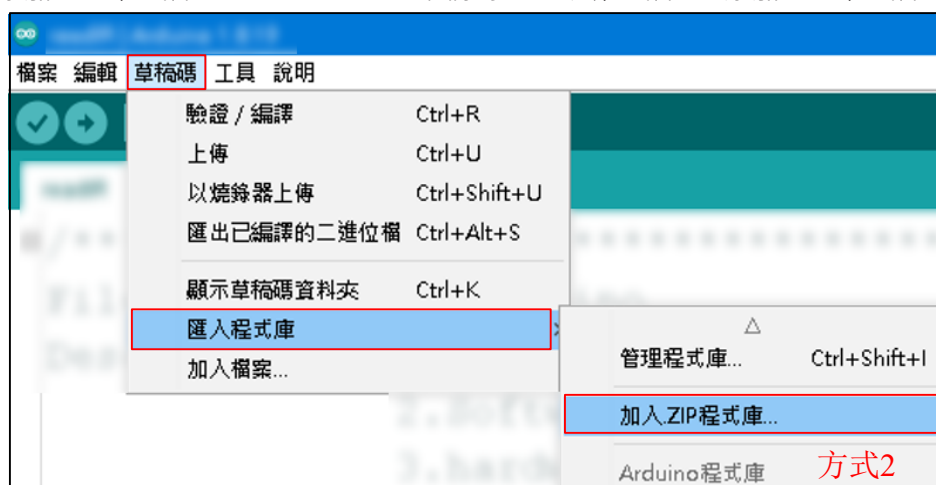 檔案 編輯 草稿碼 工具 說明
驗證 / 編譯 Ctrl+R
上傳 Ctrl+U
以燒錄器上傳 Ctrl+Shift+U
匯出已編譯的二進位檔 Ctrl+Alt+S
顯示草稿碼資料夾 Ctrl+K
匯入程式庫
加入檔案...
管理程式庫... Ctrl+Shift+I
加入.ZIP程式庫...
Arduino程式庫
方式2